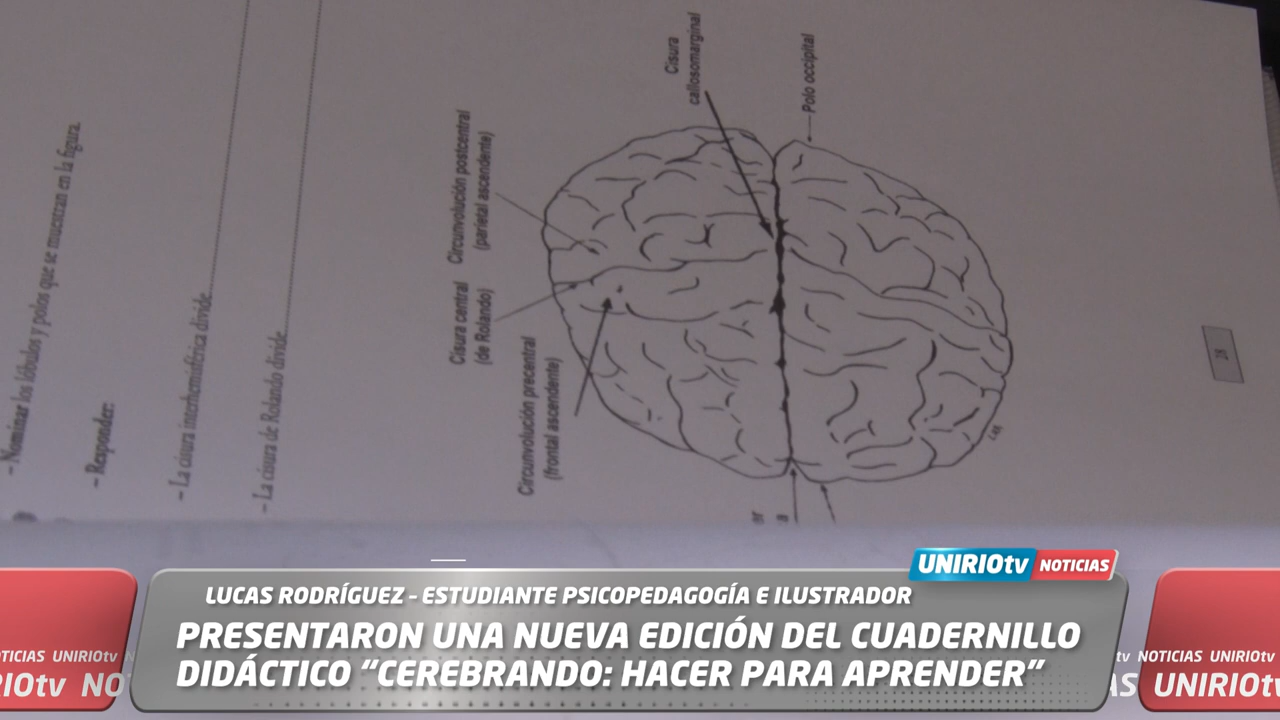 – Nominar los lóbulos y polos que se muestran en la figura.
– Responder:
– La cisura interhemisférica divide
– La cisura de Rolando divide
Cisura central
(de Rolando)
Circunvolución postcentral
(parietal ascendente)
Circunvolución precentral
(frontal ascendente)
Cisura
callosomarginal
Polo occipital
28
UNIRIOtv NOTICIAS
LUCAS RODRÍGUEZ - ESTUDIANTE PSICOPEDAGOGÍA E ILUSTRADOR
PRESENTARON UNA NUEVA EDICIÓN DEL CUADERNILLO
DIDÁCTICO “CEREBRANDO: HACER PARA APRENDER”
UNIRIOtv
tv NOTICIAS UNIRIOtv
UNIRIOtv